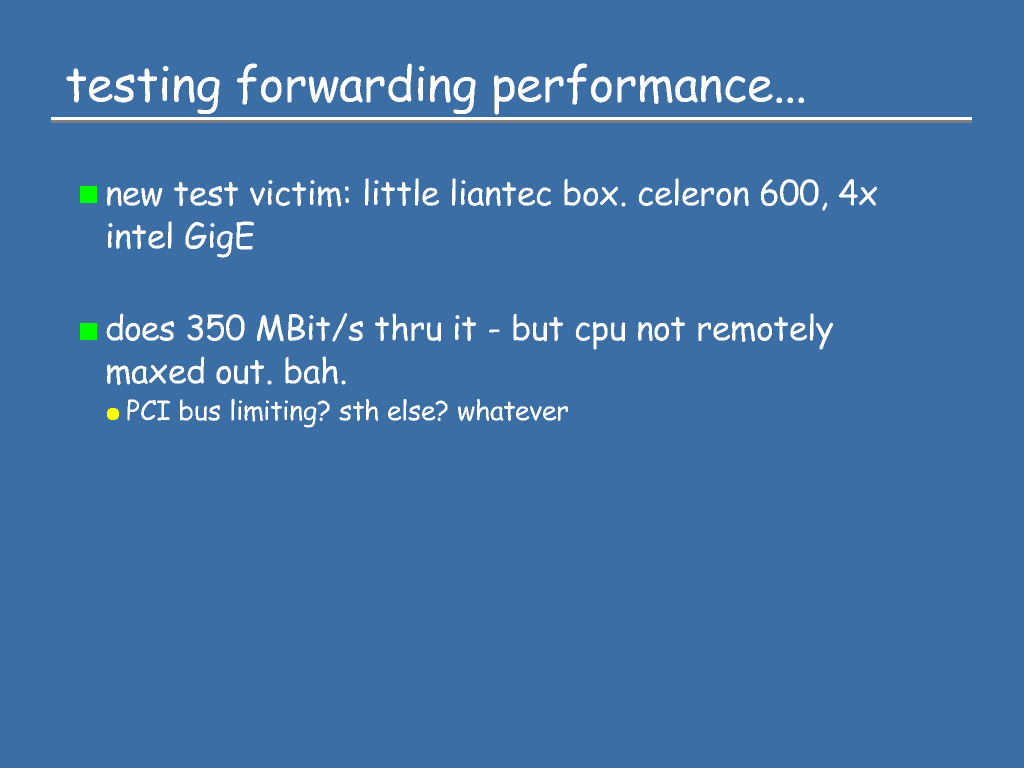 testing forwarding performance...
new test victim: little liantec box. celeron 600, 4x
intel GigE
does 350 MBit/s thru it - but cpu not remotely
maxed out. bah.
PCI bus limiting? sth else? whatever